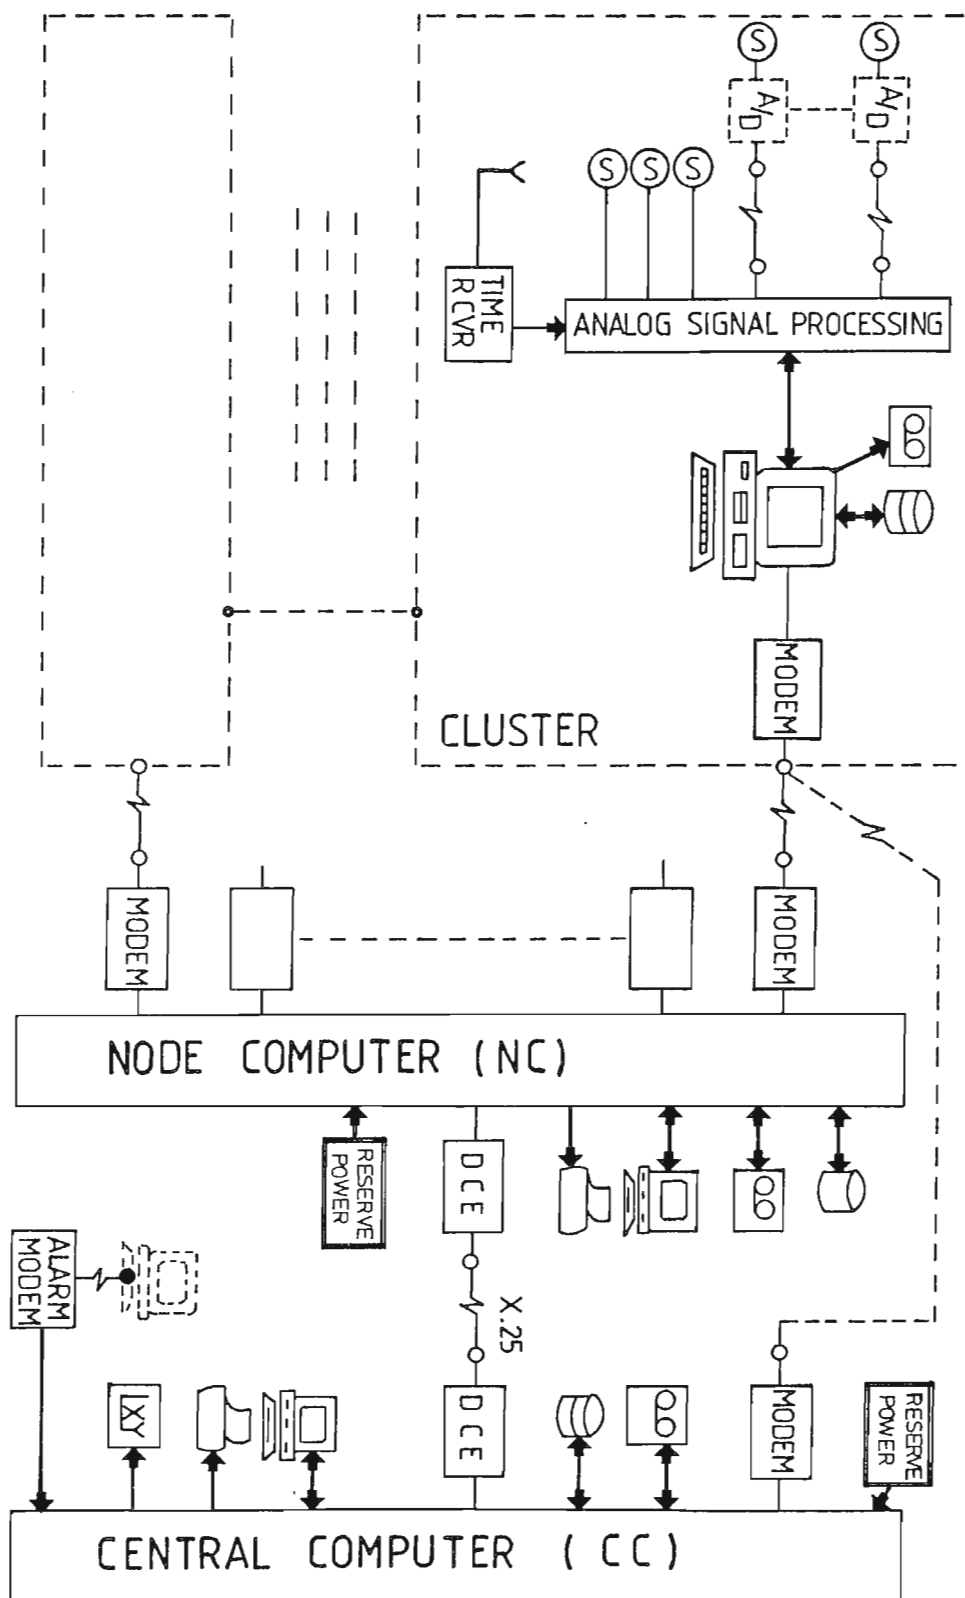 S
S
A/D
A/D
S
S
S
TIME
RCVR
ANALOG SIGNAL PROCESSING
MODEM
CLUSTER
MODEM
MODEM
NODE COMPUTER (NC)
RESERVE
POWER
DCE
X.25
ALARM
MODEM
XY
DCE
MODEM
RESERVE
POWER
CENTRAL COMPUTER (CC)